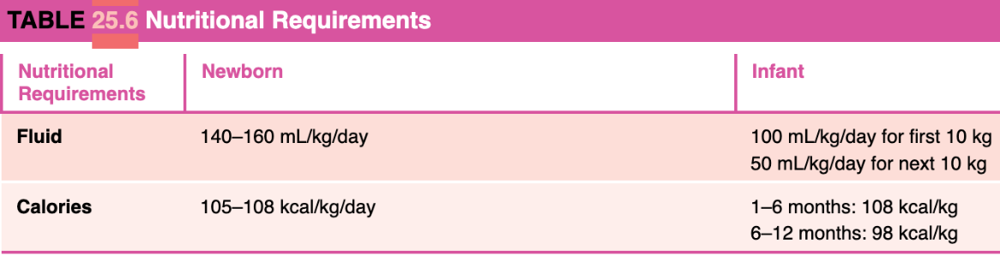 TABLE 25.6 Nutritional Requirements
Nutritional Requirements Newborn Infant
Fluid 140–160 mL/kg/day 100 mL/kg/day for first 10 kg
50 mL/kg/day for next 10 kg
Calories 105–108 kcal/kg/day 1–6 months: 108 kcal/kg
6–12 months: 98 kcal/kg